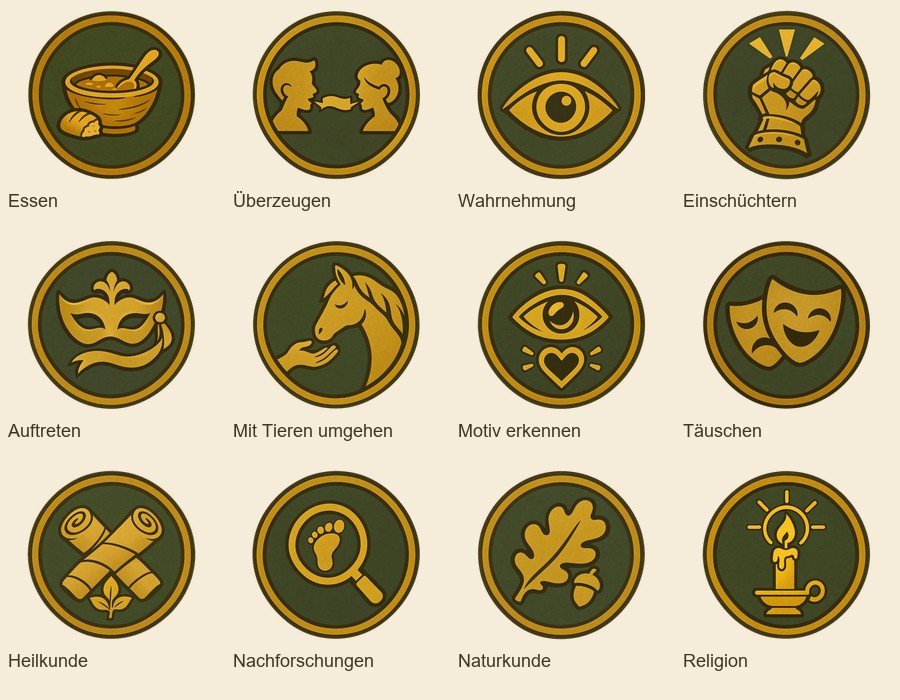 Essen
Überzeugen
Wahrnehmung
Einschüchtern
Auftreten
Mit Tieren umgehen
Motiv erkennen
Täuschen
Heilkunde
Nachforschungen
Naturkunde
Religion